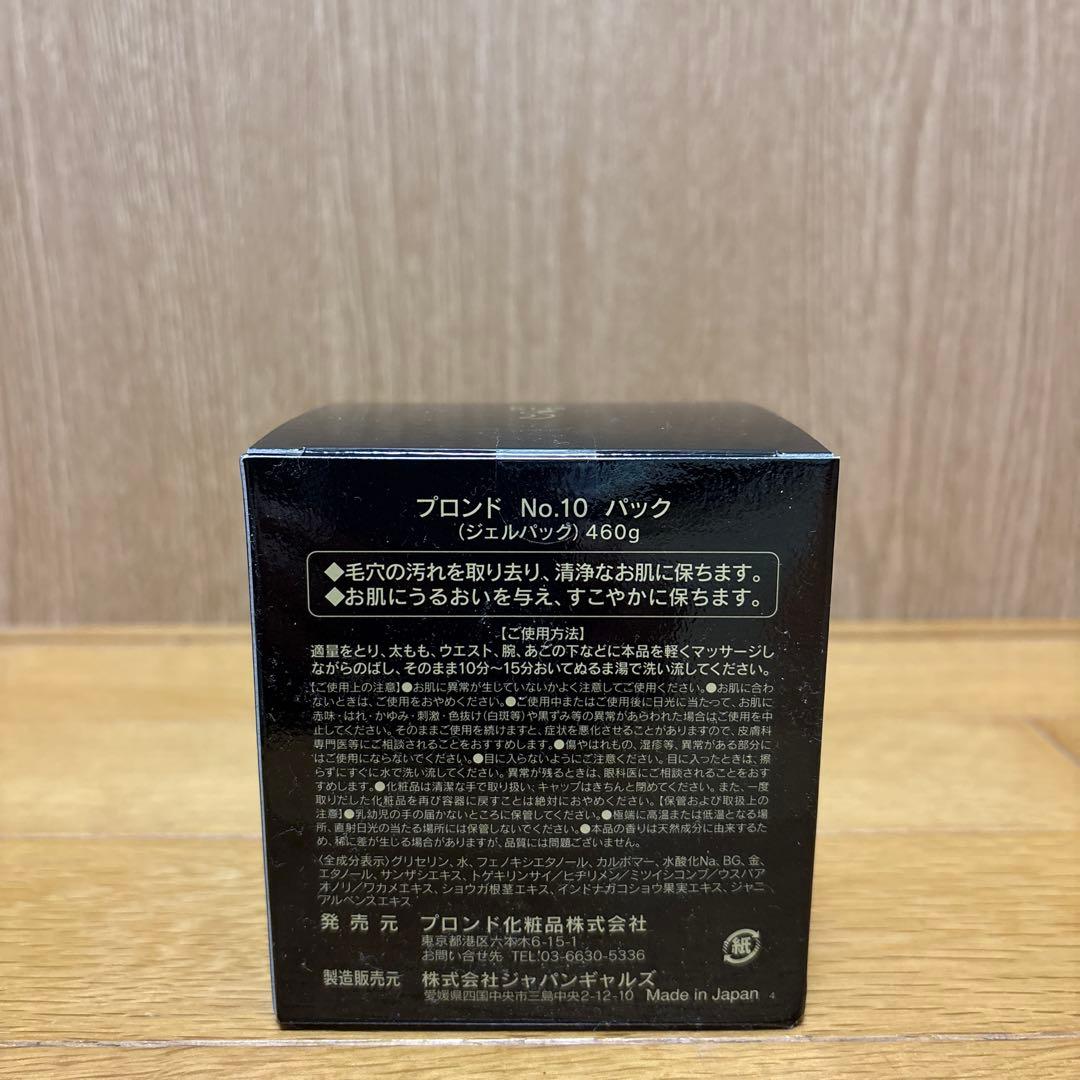 プロンド No.10 パック
(ジェルパック) 460g
◆毛穴の汚れを取り去り、清浄なお肌に保ちます。
◆お肌にうるおいを与え、すこやかに保ちます。
【ご使用方法】
適量をとり、太もも、ウエスト、腕、あごの下などに本品を軽くマッサージし
ながらのばし、そのまま10分〜15分おいてぬるま湯で洗い流してください。
【ご使用上の注意】●お肌に異常が生じていないかよく注意してご使用ください。●お肌に合わ
ないときは、ご使用をおやめください。●ご使用中またはご使用後に日光に当たって、お肌に
赤味・はれ・かゆみ・刺激・色抜け(白斑等)や黒ずみ等の異常があらわれた場合はご使用を中
止してください。そのままご使用を続けますと、症状を悪化させることがありますので、皮膚科
専門医等にご相談されることをおすすめします。●傷やはれもの、湿疹等、異常がある部分に
はご使用にならないでください。●目に入らないようにご注意ください。目に入ったときは、擦
らずにすぐに水で洗い流してください。異常が残るときは、眼科医にご相談されることをおすす
めします。●化粧品は清潔な手で取り扱い、キャップはきちんと閉めてください。また、一度
取りだした化粧品を再び容器に戻すことは絶対におやめください。【保管および取扱上の
注意】●乳幼児の手の届かないところに保管してください。●極端に高温または低温となる場
所、直射日光の当たる場所には保管しないでください。●本品の香りは天然成分に由来するた
め、稀に差が生じる場合がありますが、品質には問題ございません。
〈全成分表示〉グリセリン、水、フェノキシエタノール、カルボマー、水酸化Na、BG、金、
エタノール、サンザシエキス、トゲキリンサイ/ヒヂリメン/ミツイシコンブ/ウスバア
オノリ/ワカメエキス、ショウガ根茎エキス、インドナガコショウ果実エキス、ジャニ
アルベンスエキス
発売元 プロンド化粧品株式会社
東京都港区六本木6-15-1
お問い合せ先 TEL'03-6630-5336
紙
製造販売元 株式会社ジャパンギャルズ
愛媛県四国中央市三島中央2-12-10 Made in Japan 4